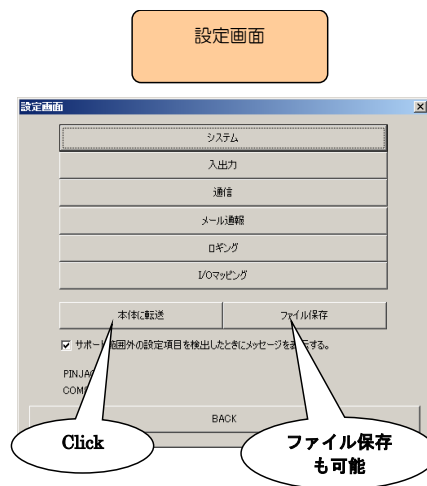 設定画面
設定画面
システム
入出力
通信
メール通報
ロギング
I/Oマッピング
本体に転送
ファイル保存
サポート範囲外の設定項目を検出したときにメッセージを表示する。
PINJA
COM
BACK
Click
ファイル保存
も可能